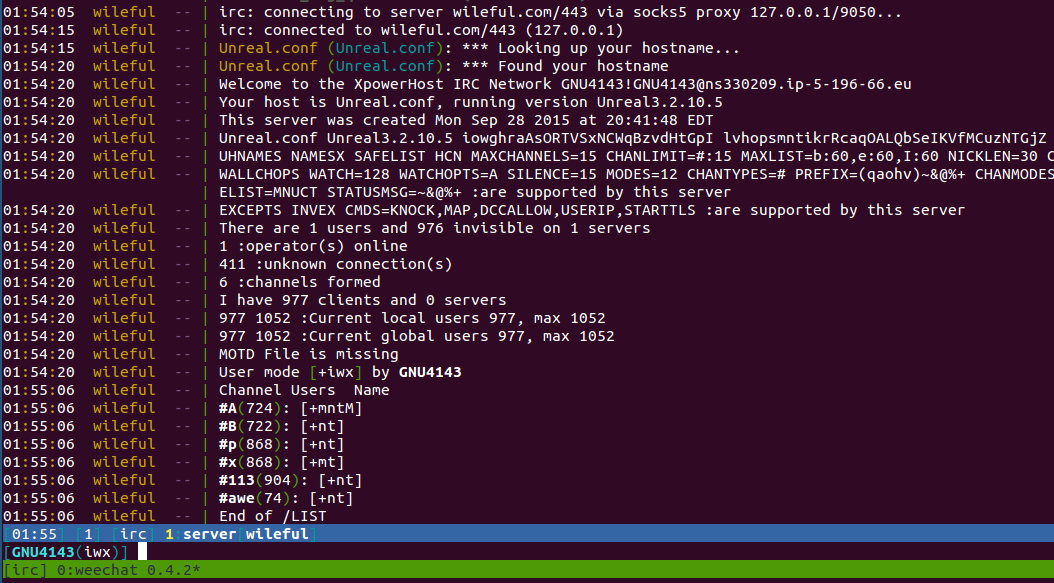 01:54:05 wileful -- | irc: connecting to server wileful.com/443 via socks5 proxy 127.0.0.1/9050...
01:54:15 wileful -- | irc: connected to wileful.com/443 (127.0.0.1)
01:54:15 wileful -- | Unreal.conf (Unreal.conf): *** Looking up your hostname...
01:54:20 wileful -- | Unreal.conf (Unreal.conf): *** Found your hostname
01:54:20 wileful -- | Welcome to the XpowerHost IRC Network GNU4143!GNU4143@ns330209.ip-5-196-66.eu
01:54:20 wileful -- | Your host is Unreal.conf, running version Unreal3.2.10.5
01:54:20 wileful -- | This server was created Mon Sep 28 2015 at 20:41:48 EDT
01:54:20 wileful -- | Unreal.conf Unreal3.2.10.5 iowghraAsORTVSxNCWqBzvdHtGpI lvhopsmntikrRcaqOALQbSeIKVfMCuzNTGjZ
01:54:20 wileful -- | UHNAMES NAMESX SAFELIST HCN MAXCHANNELS=15 CHANLIMIT=#:15 MAXLIST=b:60,e:60,I:60 NICKLEN=30 C
01:54:20 wileful -- | WALLCHOPS WATCH=128 WATCHOPTS=A SILENCE=15 MODES=12 CHANTYPES=# PREFIX=(qaohv)~&@%+ CHANMODES
| ELIST=MNUCT STATUSMSG=~&@%+ :are supported by this server
01:54:20 wileful -- | EXCEPTS INVEX CMDS=KNOCK,MAP,DCCALLOW,USERIP,STARTTLS :are supported by this server
01:54:20 wileful -- | There are 1 users and 976 invisible on 1 servers
01:54:20 wileful -- | 1 :operator(s) online
01:54:20 wileful -- | 411 :unknown connection(s)
01:54:20 wileful -- | 6 :channels formed
01:54:20 wileful -- | I have 977 clients and 0 servers
01:54:20 wileful -- | 977 1052 :Current local users 977, max 1052
01:54:20 wileful -- | 977 1052 :Current global users 977, max 1052
01:54:20 wileful -- | MOTD File is missing
01:54:20 wileful -- | User mode [+iwx] by GNU4143
01:55:06 wileful -- | Channel Users  Name
01:55:06 wileful -- | #A(724): [+mntM]
01:55:06 wileful -- | #B(722): [+nt]
01:55:06 wileful -- | #p(868): [+nt]
01:55:06 wileful -- | #x(868): [+mt]
01:55:06 wileful -- | #113(904): [+nt]
01:55:06 wileful -- | #awe(74): [+nt]
01:55:06 wileful -- | End of /LIST
[01:55] [1] [irc] 1:server[wileful]
[GNU4143(iwx)]
[irc] 0:weechat 0.4.2*